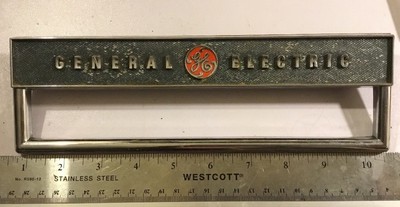 GENERAL GE ELECTRIC
1 2 3 4 5 6 7 8 9 10
STAINLESS STEEL WESTCOTT®